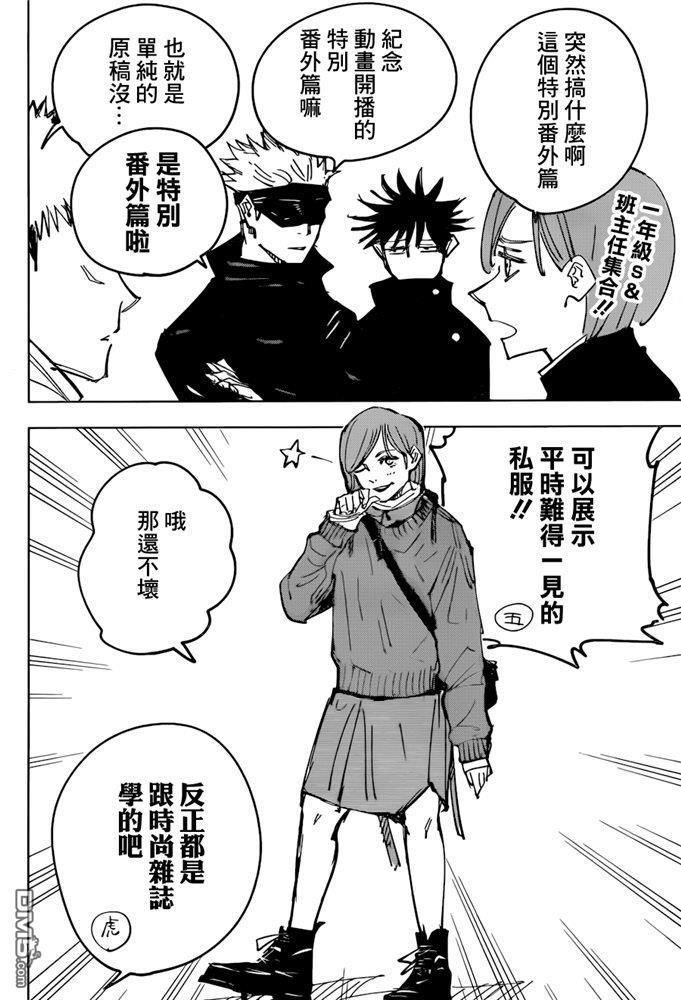 突然搞什麼啊
這個特別番外篇
一年級s&
班主任集合!!
紀念
動畫開播的
特別
番外篇嘛
也就是
單純的
原稿沒…
是特別
番外篇啦
可以展示
平時難得一見的
私服!!
五
哦
那還不壞
反正都是
跟時尚雜誌
學的吧
虎
DM5.com